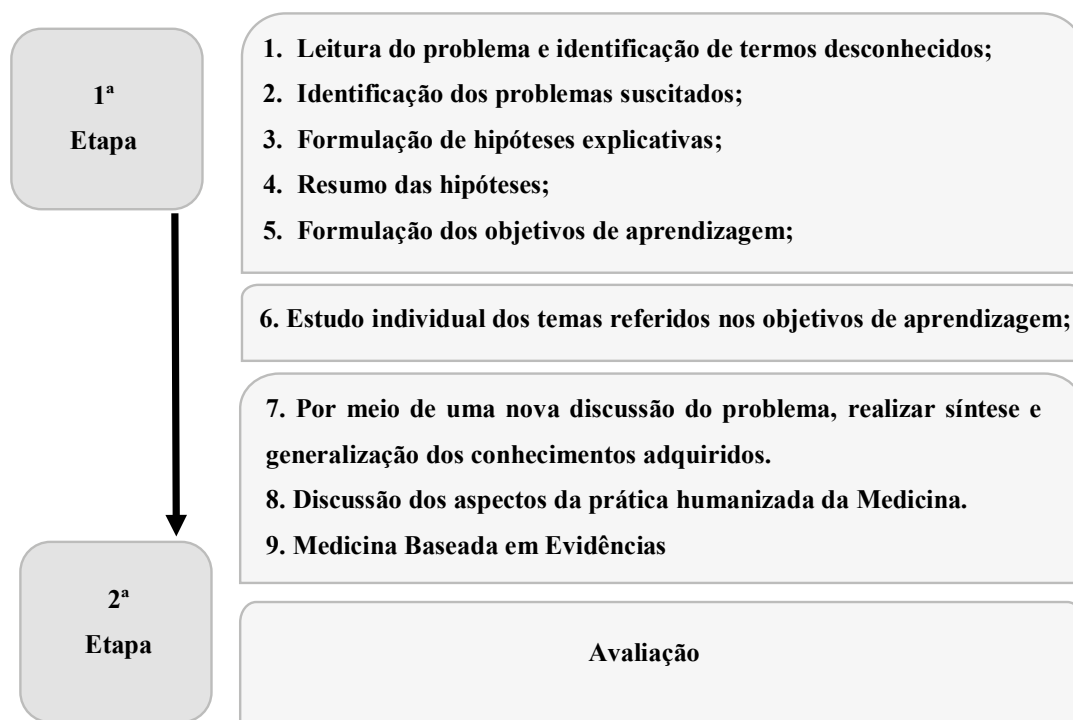 1ª
Etapa
1. Leitura do problema e identificação de termos desconhecidos;
2. Identificação dos problemas suscitados;
3. Formulação de hipóteses explicativas;
4. Resumo das hipóteses;
5. Formulação dos objetivos de aprendizagem;
6. Estudo individual dos temas referidos nos objetivos de aprendizagem;
7. Por meio de uma nova discussão do problema, realizar síntese e
generalização dos conhecimentos adquiridos.
8. Discussão dos aspectos da prática humanizada da Medicina.
9. Medicina Baseada em Evidências
2ª
Etapa
Avaliação